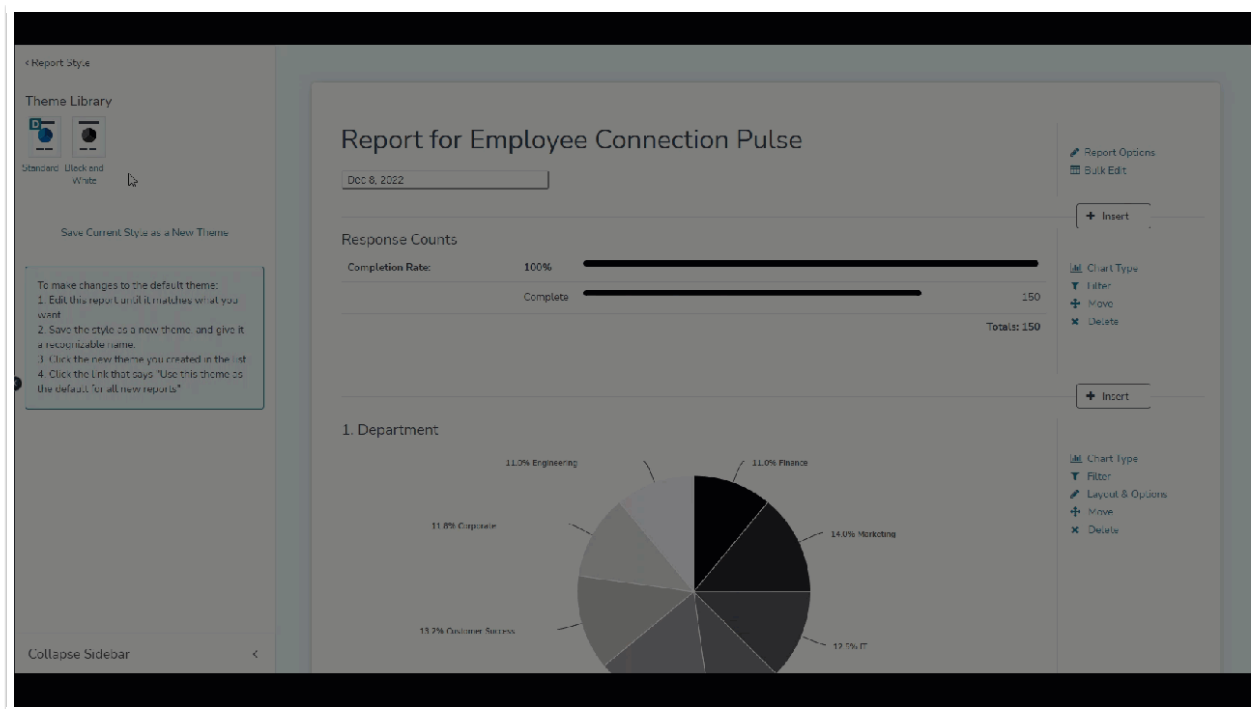 ‹ Report Style
Theme Library
D
Standard
Black and
White
Save Current Style as a New Theme
To make changes to the default theme:
1. Edit this report until it matches what you
want
2. Save the style as a new theme, and give it
a recognizable name.
3. Click the new theme you created in the list
4. Click the link that says "Use this theme as
the default for all new reports"
Collapse Sidebar
Report for Employee Connection Pulse
Dec 8, 2022
Report Options
Bulk Edit
+ Insert
Response Counts
Completion Rate: 100%
Complete 150
Totals: 150
Chart Type
Filter
Move
Delete
+ Insert
1. Department
11.0% Engineering
11.0% Finance
11.8% Corporate
14.0% Marketing
13.2% Customer Success
12.5% IT
Chart Type
Filter
Layout & Options
Move
Delete